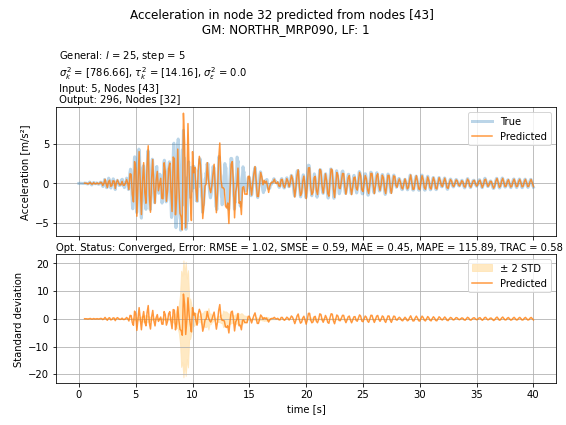 Acceleration in node 32 predicted from nodes [43]
GM: NORTHR_MRP090, LF: 1
General: l = 25, step = 5
σ_k^2 = [786.66], τ_k^2 = [14.16], σ_ε^2 = 0.0
Input: 5, Nodes [43]
Output: 296, Nodes [32]
Acceleration [m/s²]
5
0
−5
True
Predicted
Opt. Status: Converged, Error: RMSE = 1.02, SMSE = 0.59, MAE = 0.45, MAPE = 115.89, TRAC = 0.58
Standard deviation
20
10
0
−10
−20
± 2 STD
Predicted
0 5 10 15 20 25 30 35 40
time [s]